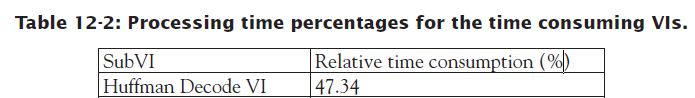 Table 12-2: Processing time percentages for the time consuming VIs.
SubVI Relative time consumption (%)
Huffman Decode VI 47.34